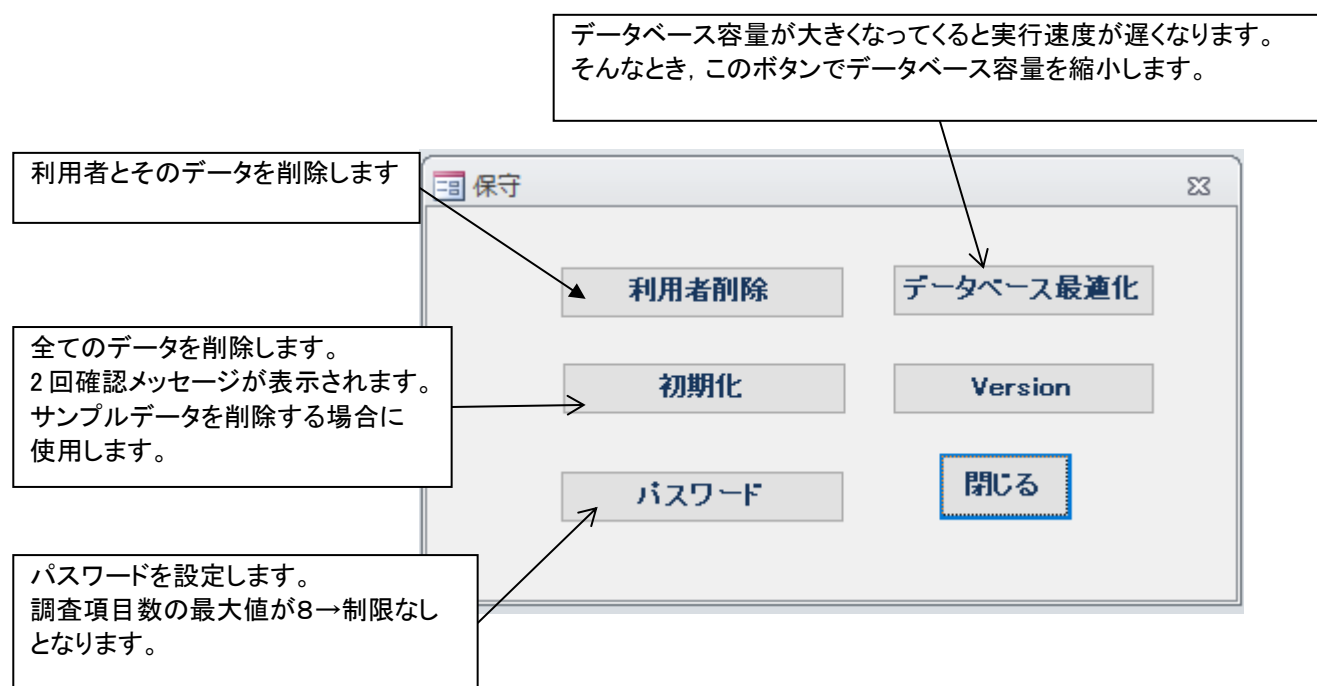 データベース容量が大きくなってくると実行速度が遅くなります。
そんなとき，このボタンでデータベース容量を縮小します。
利用者とそのデータを削除します
保守
利用者削除
データベース最適化
全てのデータを削除します。
2回確認メッセージが表示されます。
サンプルデータを削除する場合に
使用します。
初期化
Version
パスワード
閉じる
パスワードを設定します。
調査項目数の最大値が８→制限なし
となります。